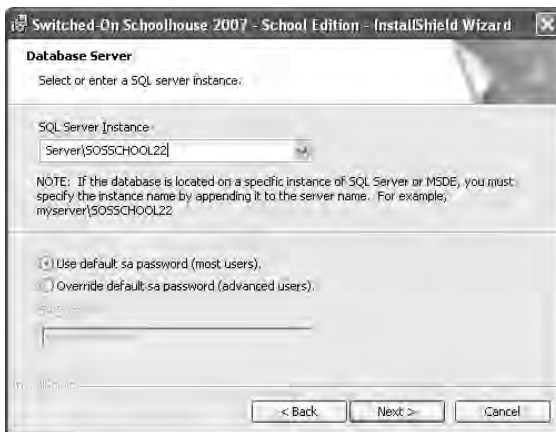 Switched-On Schoolhouse 2007 - School Edition - InstallShield Wizard
Database Server
Select or enter a SQL server instance.
SQL Server Instance
Server\SOSSCHOOL22
NOTE: If the database is located on a specific instance of SQL Server or MSDE, you must
specify the instance name by appending it to the server name. For example,
myserver\SOSSCHOOL22
Use default sa password (most users).
Override default sa password (advanced users).
< Back
Next >
Cancel